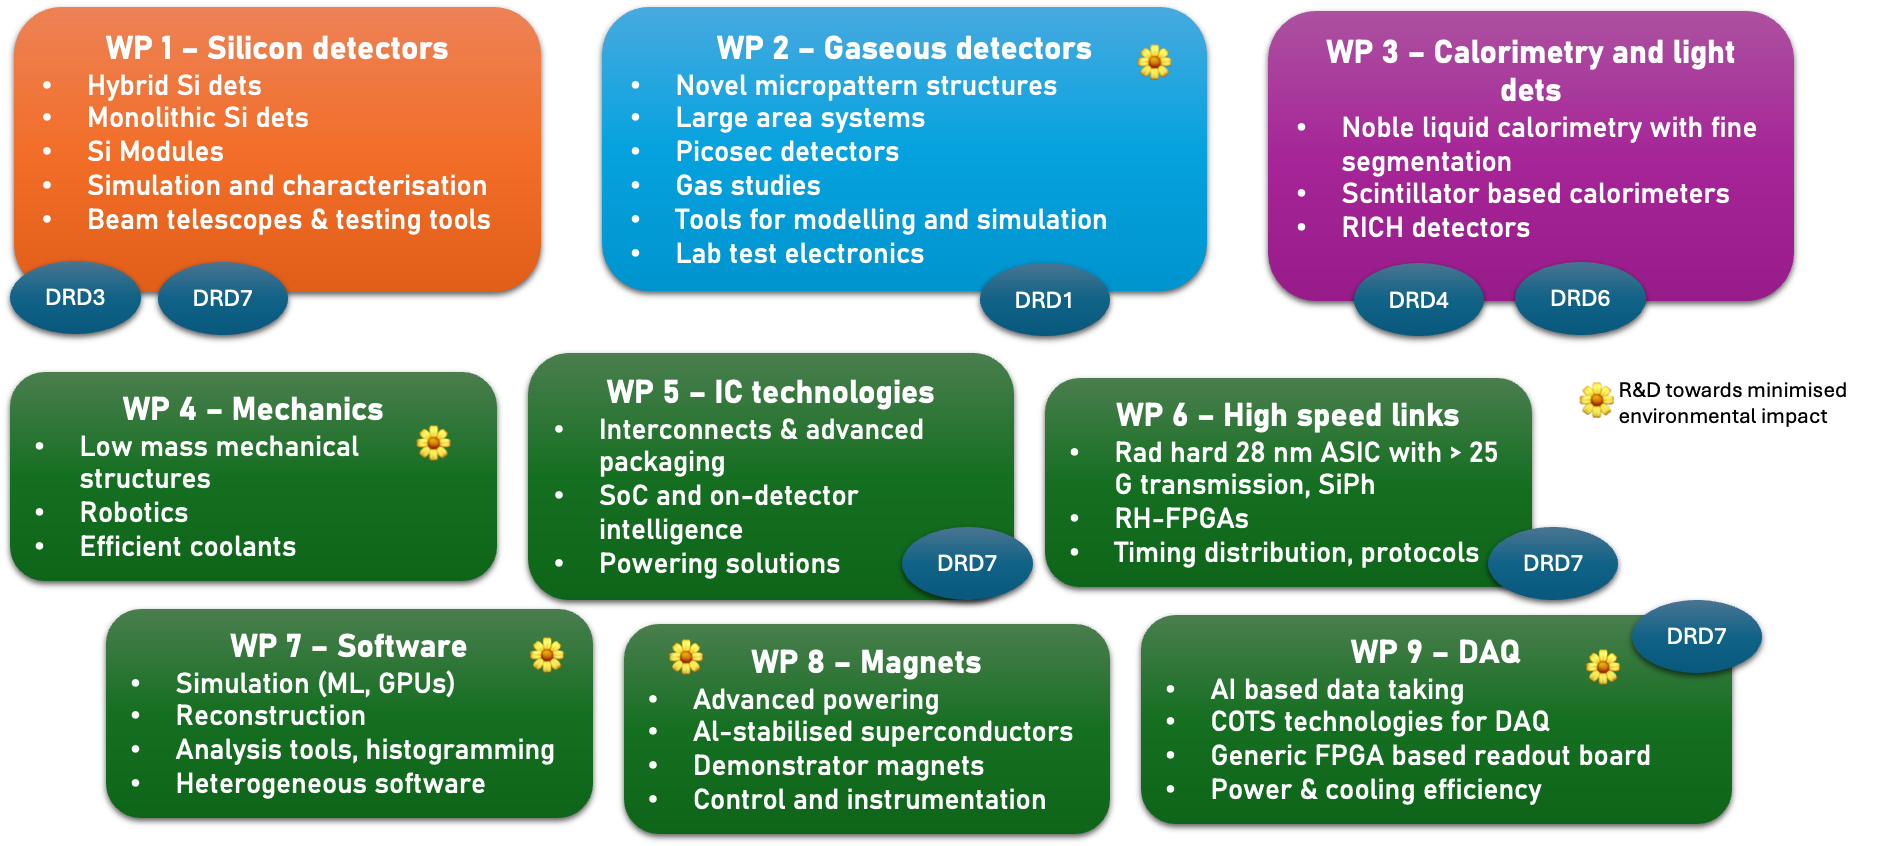 WP 1 – Silicon detectors
• Hybrid Si dets
• Monolithic Si dets
• Si Modules
• Simulation and characterisation
• Beam telescopes & testing tools
DRD3
DRD7
WP 2 – Gaseous detectors
• Novel micropattern structures
• Large area systems
• Picosec detectors
• Gas studies
• Tools for modelling and simulation
• Lab test electronics
DRD1
WP 3 – Calorimetry and light
dets
• Noble liquid calorimetry with fine
segmentation
• Scintillator based calorimeters
• RICH detectors
DRD4
DRD6
WP 4 – Mechanics
• Low mass mechanical
structures
• Robotics
• Efficient coolants
WP 5 – IC technologies
• Interconnects & advanced
packaging
• SoC and on-detector
intelligence
• Powering solutions
DRD7
WP 6 – High speed links
• Rad hard 28 nm ASIC with > 25
G transmission, SiPh
• RH-FPGAs
• Timing distribution, protocols
DRD7
R&D towards minimised
environmental impact
WP 7 – Software
• Simulation (ML, GPUs)
• Reconstruction
• Analysis tools, histogramming
• Heterogeneous software
WP 8 – Magnets
• Advanced powering
• Al-stabilised superconductors
• Demonstrator magnets
• Control and instrumentation
WP 9 – DAQ
• AI based data taking
• COTS technologies for DAQ
• Generic FPGA based readout board
• Power & cooling efficiency
DRD7